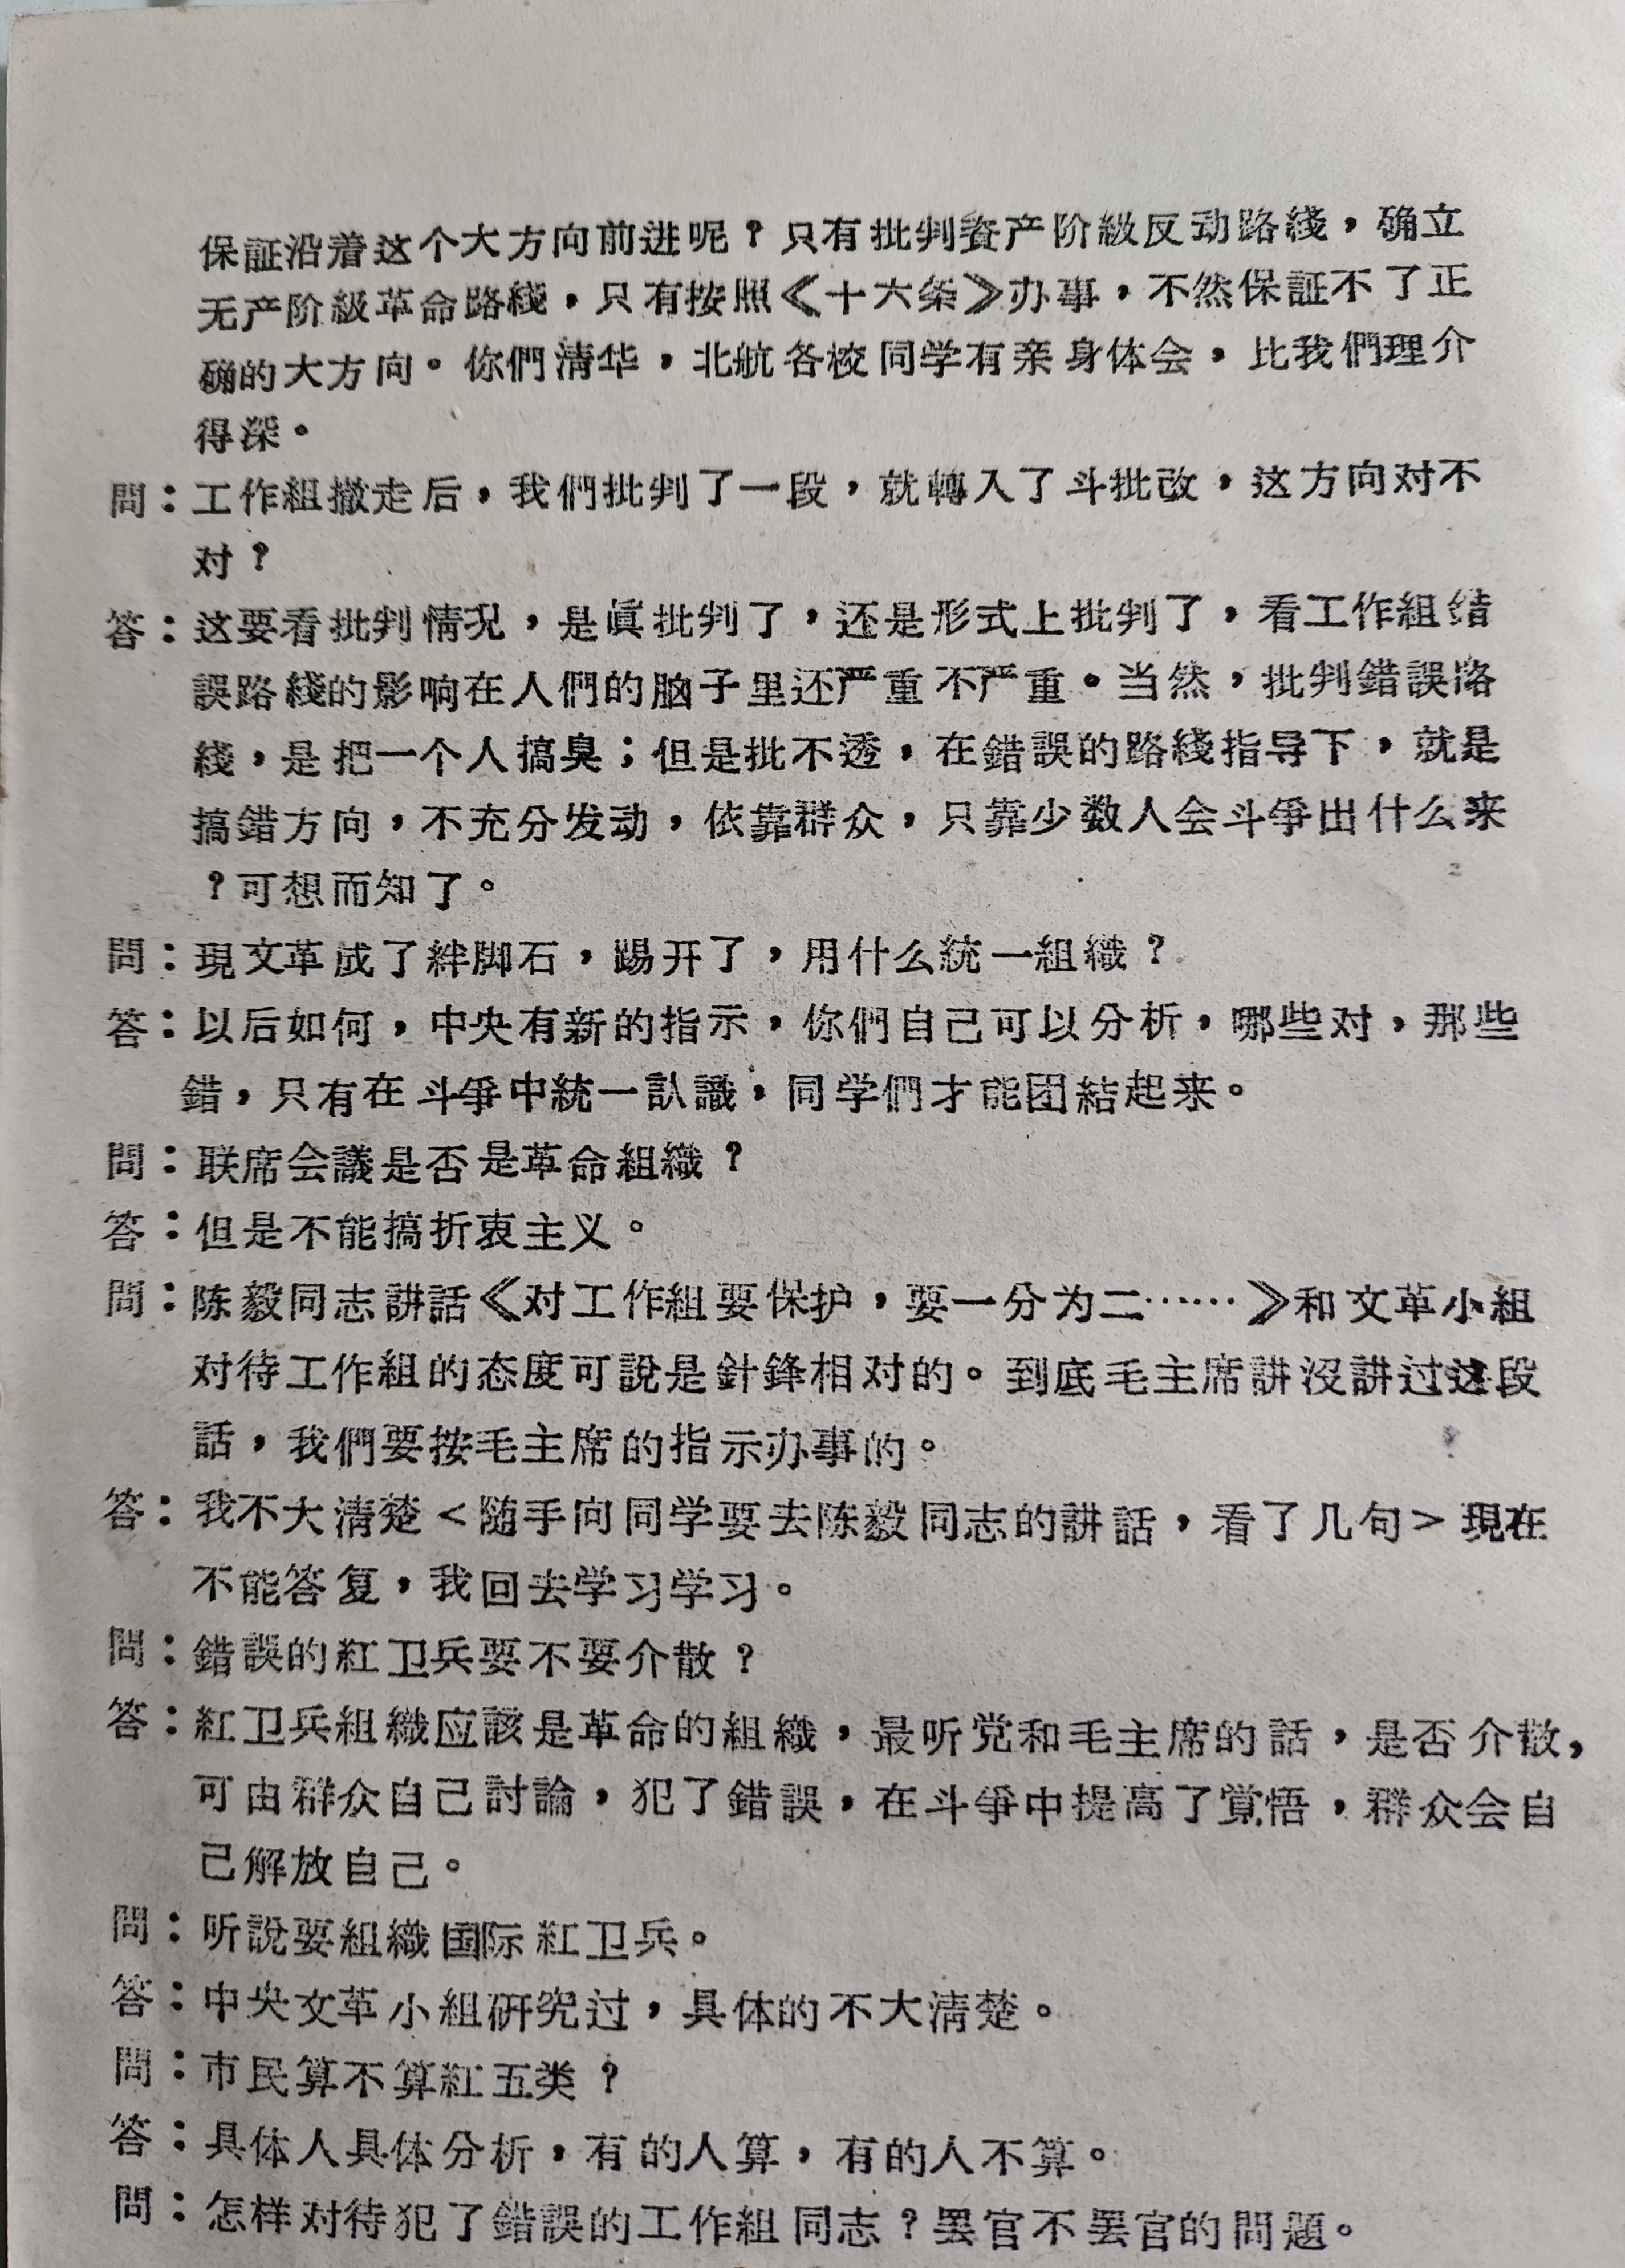 保証沿着这个大方向前进呢？只有批判資产阶級反动路綫，确立
无产阶級革命路綫，只有按照《十六条》办事，不然保証不了正
确的大方向。你們清华，北航各校同学有亲身体会，比我們理介
得深。
問：工作組撤走后，我們批判了一段，就轉入了斗批改，这方向对不
对？
答：这要看批判情况，是眞批判了，还是形式上批判了，看工作組结
誤路綫的影响在人們的脑子里还严重不严重。当然，批判錯誤路
綫，是把一个人搞臭；但是批不透，在錯誤的路綫指导下，就是
搞錯方向，不充分发动，依靠群众，只靠少数人会斗爭出什么来
？可想而知了。
問：現文革成了絆脚石，踢开了，用什么統一組織？
答：以后如何，中央有新的指示，你們自己可以分析，哪些对，那些
錯，只有在斗爭中統一認識，同学們才能团結起来。
問：联席会議是否是革命組織？
答：但是不能搞折衷主义。
問：陈毅同志講話《对工作組要保护，要一分为二……》和文革小組
对待工作組的态度可說是針鋒相对的。到底毛主席講沒講过这段
話，我們要按毛主席的指示办事的。
答：我不大清楚＜随手向同学要去陈毅同志的講話，看了几句＞現在
不能答复，我回去学习学习。
問：錯誤的紅卫兵要不要介散？
答：紅卫兵組織应該是革命的組織，最听党和毛主席的話，是否介散，
可由群众自己討論，犯了錯誤，在斗爭中提高了覚悟，群众会自
己解放自己。
問：听說要組織国际紅卫兵。
答：中央文革小組研究过，具体的不大清楚。
問：市民算不算紅五类？
答：具体人具体分析，有的人算，有的人不算。
問：怎样对待犯了錯誤的工作組同志？罢官不罢官的問題。